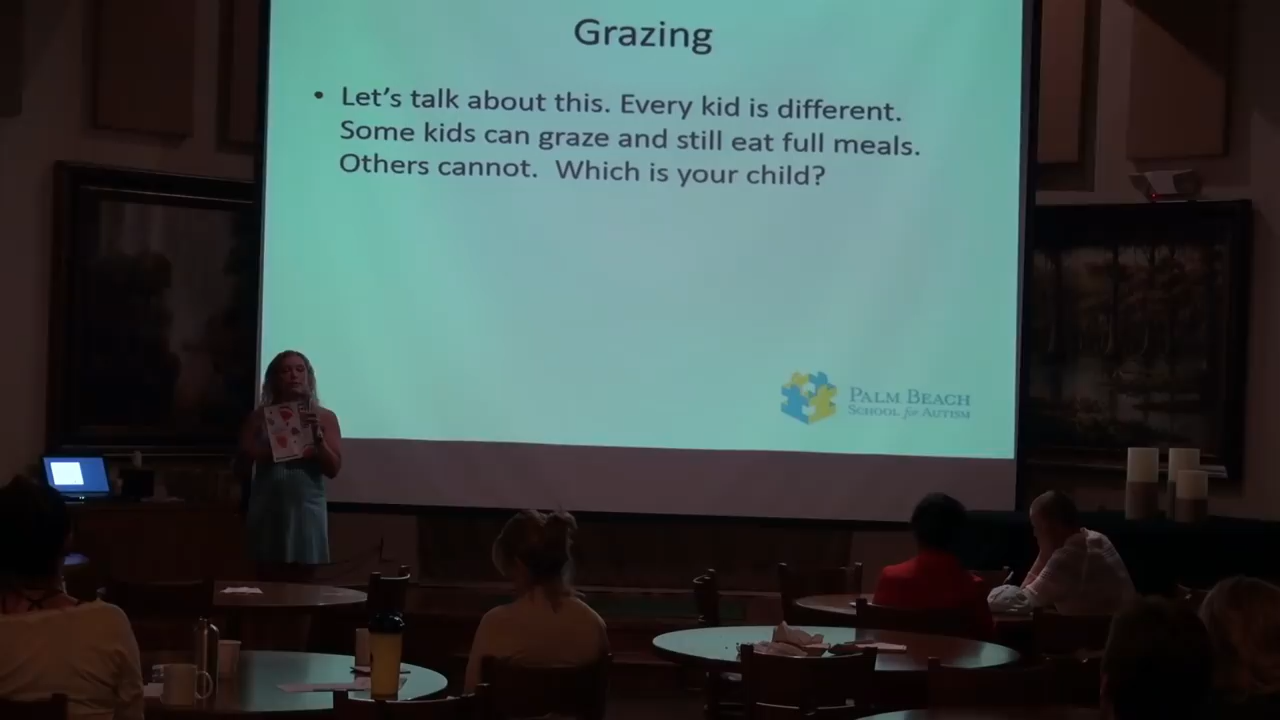 Grazing
• Let's talk about this. Every kid is different.
Some kids can graze and still eat full meals.
Others cannot.  Which is your child?
PALM BEACH
SCHOOL for AUTISM